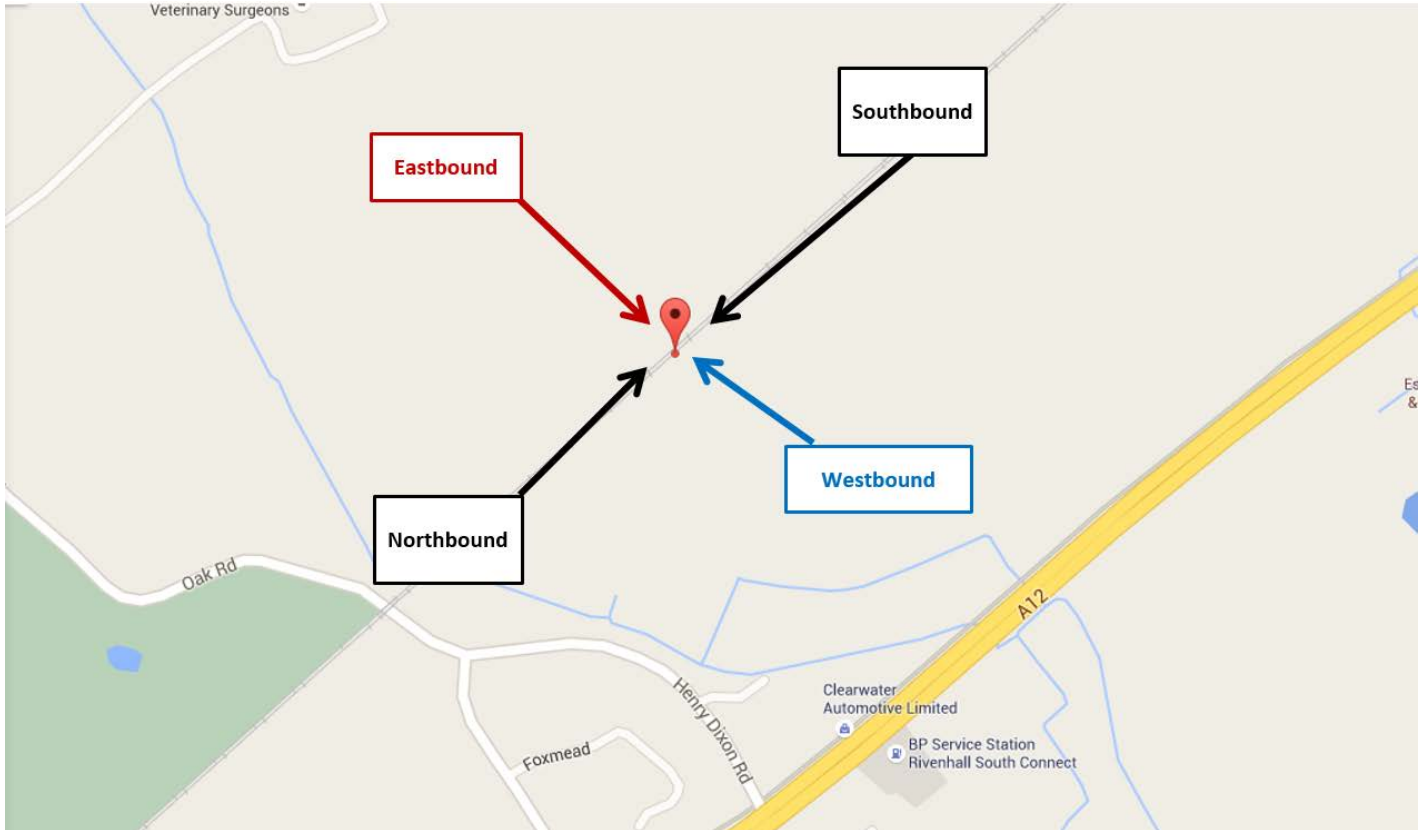 Veterinary Surgeons
Southbound
Eastbound
Westbound
Northbound
Oak Rd
A12
Henry Dixon Rd
Foxmead
Clearwater
Automotive Limited
BP Service Station
Rivenhall South Connect
Es
&